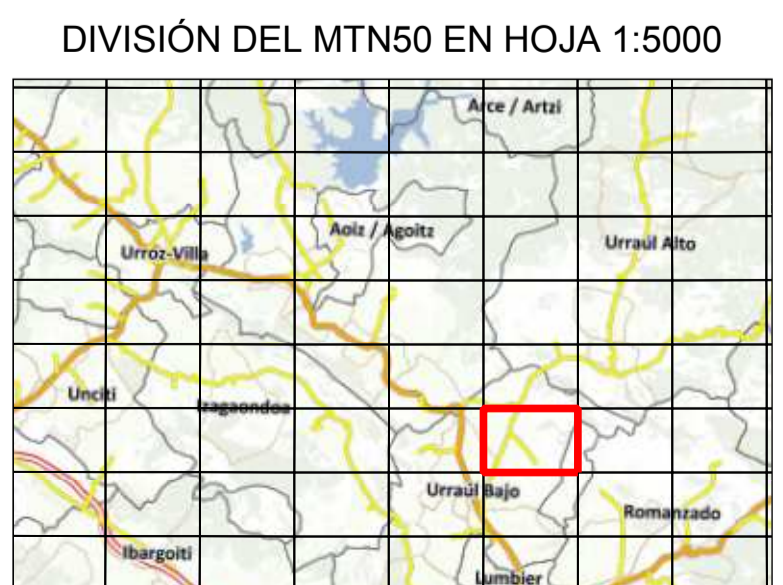 DIVISIÓN DEL MTN50 EN HOJA 1:5000
Arce / Artzi
Aoiz / Agoitz
Urraúl Alto
Urroz-Villa
Unciti
Izagaondoa
Urraúl Bajo
Romanzado
Ibargoiti
Lumbier